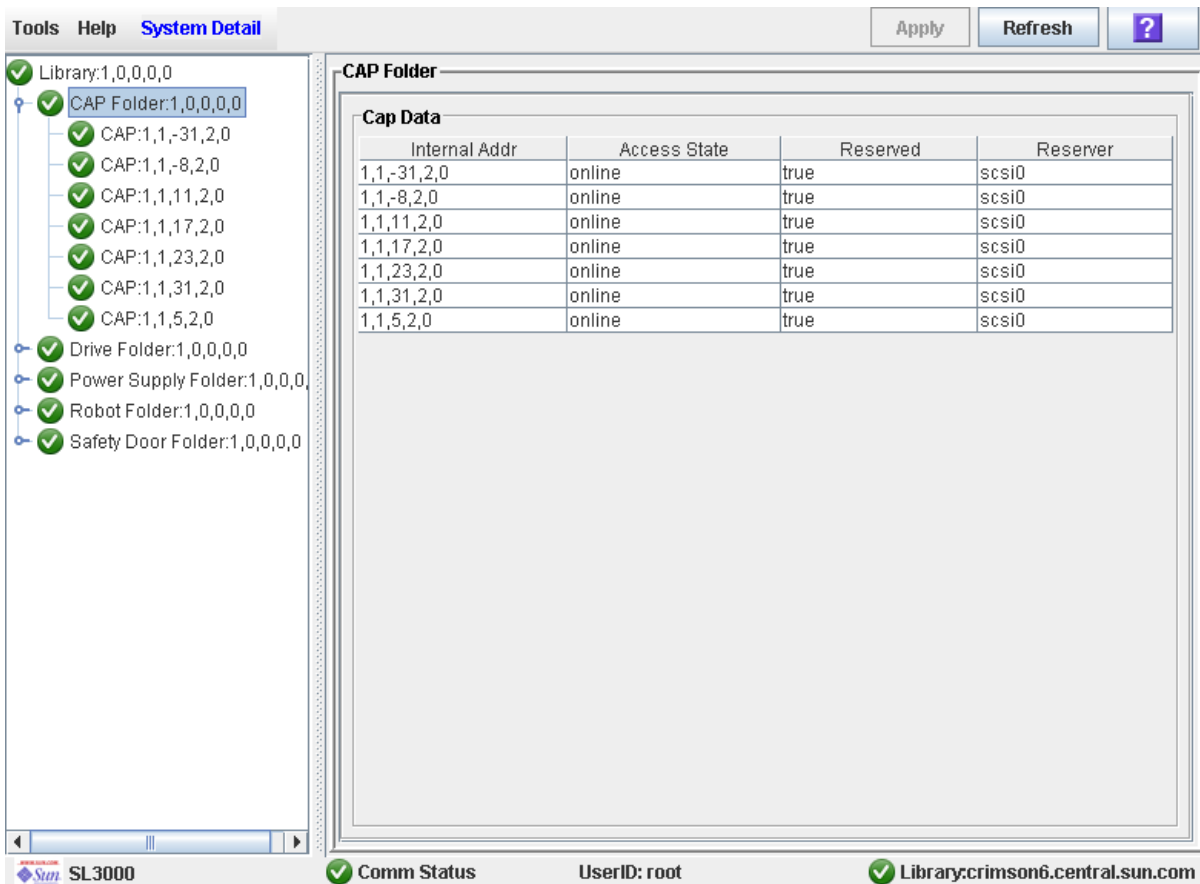 Tools Help System Detail Apply Refresh ?
Library:1,0,0,0,0
CAP Folder:1,0,0,0,0
CAP:1,1,-31,2,0
CAP:1,1,-8,2,0
CAP:1,1,11,2,0
CAP:1,1,17,2,0
CAP:1,1,23,2,0
CAP:1,1,31,2,0
CAP:1,1,5,2,0
Drive Folder:1,0,0,0,0
Power Supply Folder:1,0,0,0,
Robot Folder:1,0,0,0,0
Safety Door Folder:1,0,0,0,0
CAP Folder
Cap Data
Internal Addr Access State Reserved Reserver
1,1,-31,2,0 online true scsi0
1,1,-8,2,0 online true scsi0
1,1,11,2,0 online true scsi0
1,1,17,2,0 online true scsi0
1,1,23,2,0 online true scsi0
1,1,31,2,0 online true scsi0
1,1,5,2,0 online true scsi0
Sun SL3000 Comm Status UserID: root Library:crimson6.central.sun.com